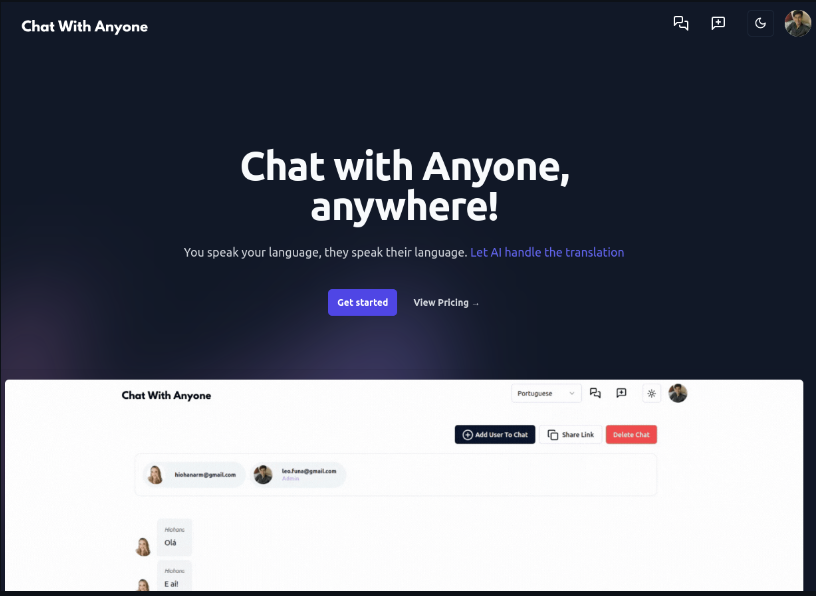 Chat With Anyone
Chat with Anyone,
anywhere!
You speak your language, they speak their language. Let AI handle the translation
Get started
View Pricing →
Chat With Anyone
Portuguese
Add User To Chat
Share Link
Delete Chat
hiohanarm@gmail.com
leo.funa@gmail.com
Admin
Hiohana
Olá
Hiohana
E aí!